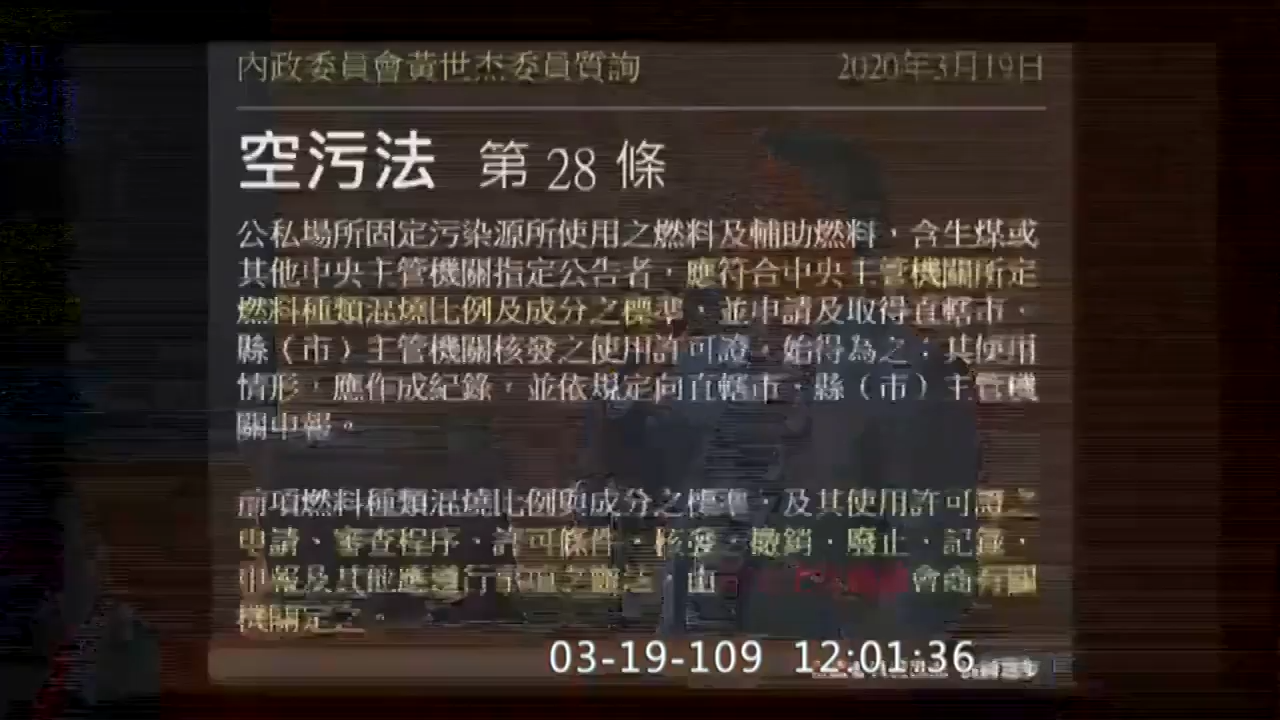 內政委員會黃世杰委員質詢
2020年3月19日
空污法 第 28 條
公私場所固定污染源所使用之燃料及輔助燃料，含生煤或
其他中央主管機關指定公告者，應符合中央主管機關所定
燃料種類混燒比例及成分之標準，並申請及取得直轄市、
縣（市）主管機關核發之使用許可證，始得為之；其使用
情形，應作成紀錄，並依規定向直轄市、縣（市）主管機
關申報。
前項燃料種類混燒比例與成分之標準，及其使用許可證之
申請、審查程序、許可條件、核發、撤銷、廢止、記錄、
申報及其他應遵行事項之辦法，由 會商有關
機關定之。
03-19-109 12:01:36